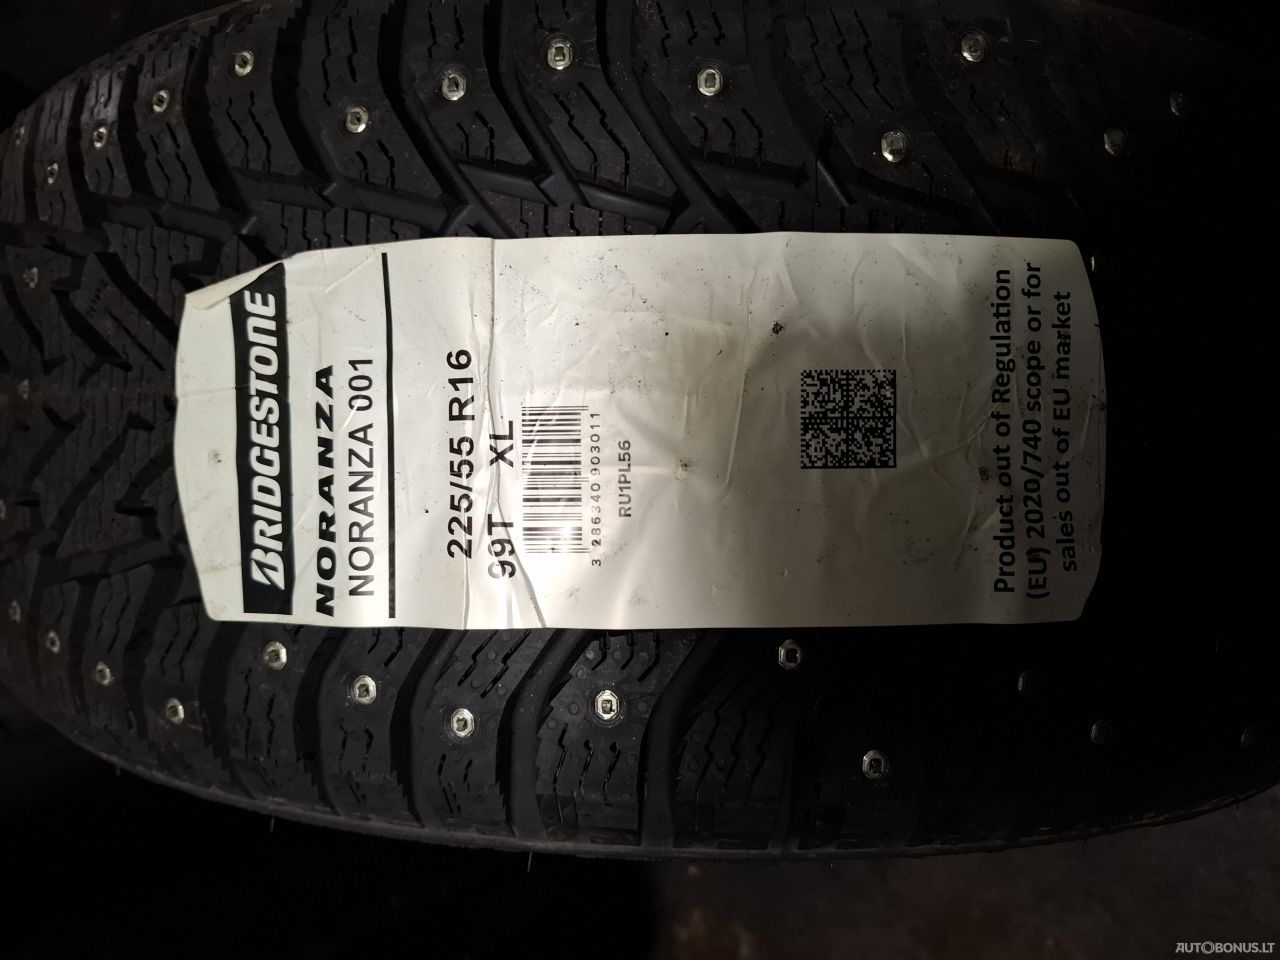 BRIDGESTONE
NORANZA
NORANZA 001
225/55 R16
99T XL
3 286340 903011
RU1PL56
Product out of Regulation
(EU) 2020/740 scope or for
sales out of EU market
AUTOBONUS.LT